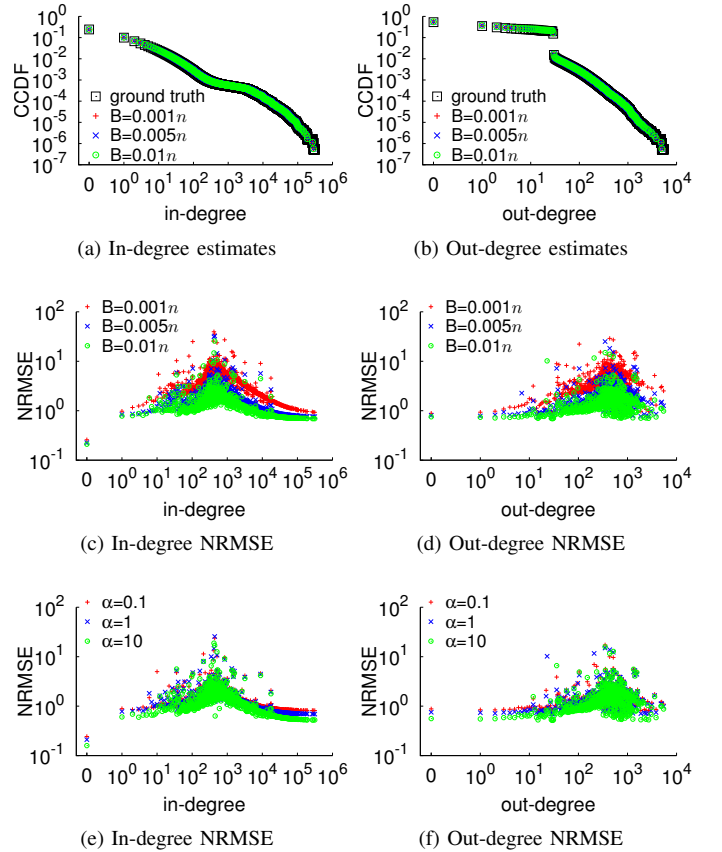 10^0
10^-1
10^-2
10^-3
10^-4
10^-5
10^-6
10^-7
CCDF
ground truth
B=0.001n
B=0.005n
B=0.01n
0 10^0 10^1 10^2 10^3 10^4 10^5 10^6
in-degree
(a) In-degree estimates
10^0
10^-1
10^-2
10^-3
10^-4
10^-5
10^-6
10^-7
CCDF
ground truth
B=0.001n
B=0.005n
B=0.01n
0 10^0 10^1 10^2 10^3 10^4
out-degree
(b) Out-degree estimates
10^2
10^1
10^0
10^-1
NRMSE
B=0.001n
B=0.005n
B=0.01n
0 10^0 10^1 10^2 10^3 10^4 10^5 10^6
in-degree
(c) In-degree NRMSE
10^2
10^1
10^0
10^-1
NRMSE
B=0.001n
B=0.005n
B=0.01n
0 10^0 10^1 10^2 10^3 10^4
out-degree
(d) Out-degree NRMSE
10^2
10^1
10^0
10^-1
NRMSE
α=0.1
α=1
α=10
0 10^0 10^1 10^2 10^3 10^4 10^5 10^6
in-degree
(e) In-degree NRMSE
10^2
10^1
10^0
10^-1
NRMSE
α=0.1
α=1
α=10
0 10^0 10^1 10^2 10^3 10^4
out-degree
(f) Out-degree NRMSE